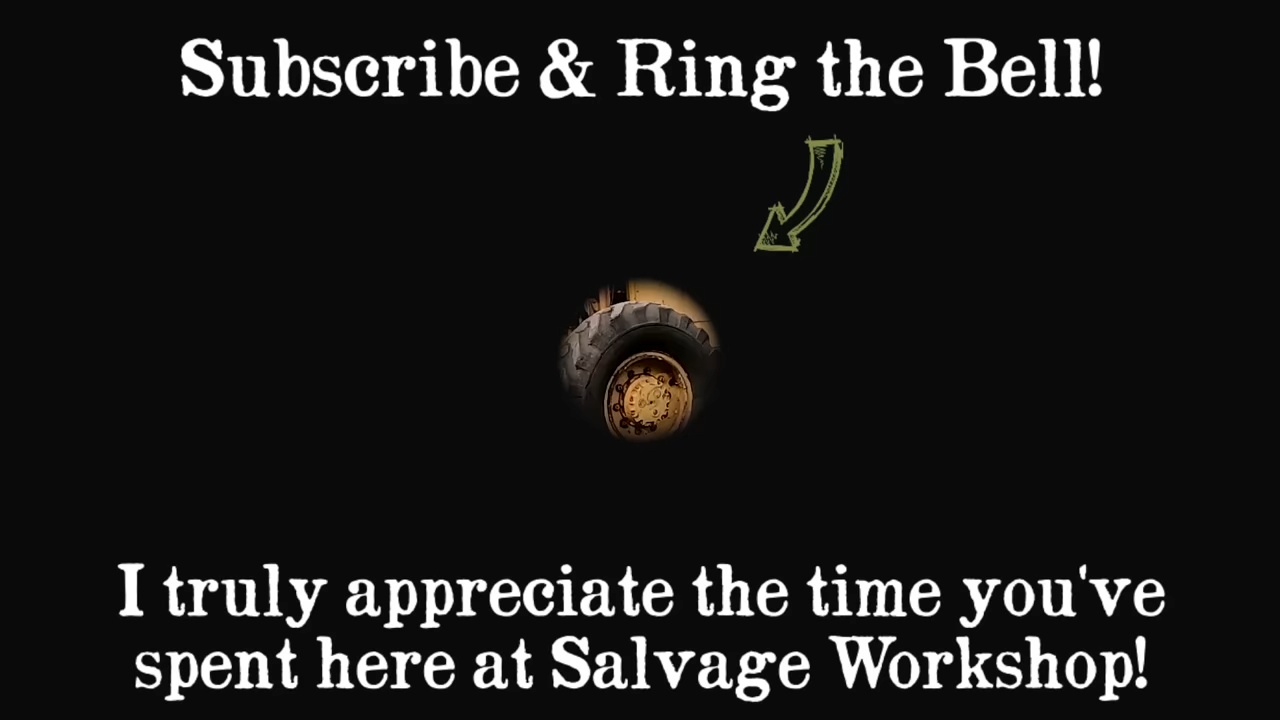 Subscribe & Ring the Bell!
I truly appreciate the time you've
spent here at Salvage Workshop!